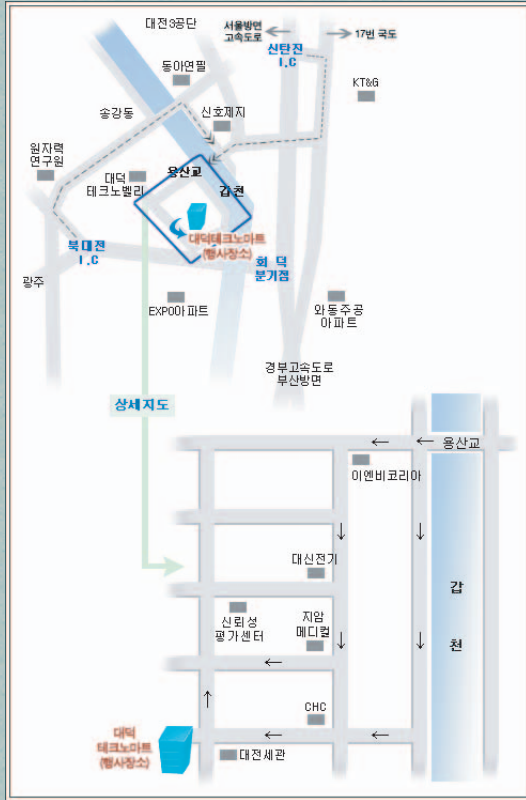 대전3공단
서울방면
고속도로
17번 국도
신탄진
I.C
동아연필
KT&G
송강동
신호제지
원자력
연구원
대덕
테크노벨리
용산교
갑천
대덕테크노마트
(행사장소)
북대전
I.C
회 덕
분기점
광주
EXPO아파트
와동주공
아파트
경부고속도로
부산방면
상세지도
용산교
이엔비코리아
대신전기
갑
천
신뢰성
평가센터
지암
메디컬
CHC
대덕
테크노마트
(행사장소)
대전세관